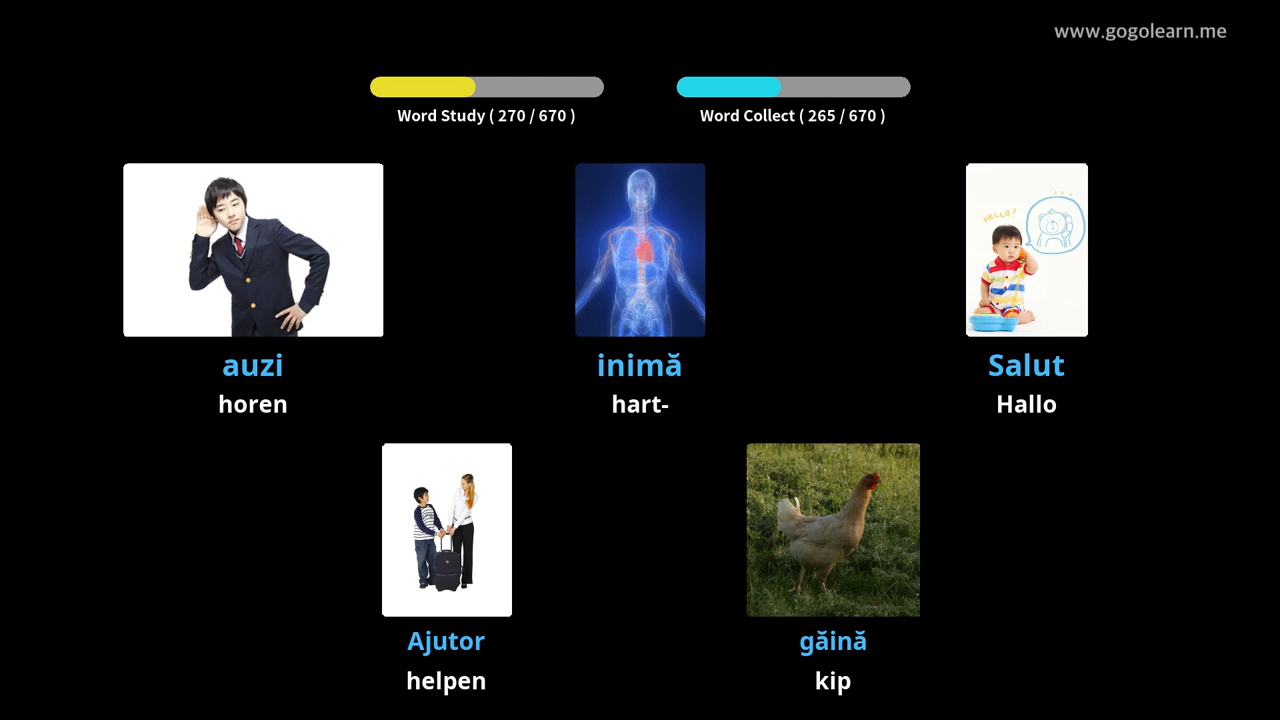 www.gogolearn.me
Word Study ( 270 / 670 )
Word Collect ( 265 / 670 )
HELLO?
auzi
inimă
Salut
horen
hart-
Hallo
Ajutor
găină
helpen
kip